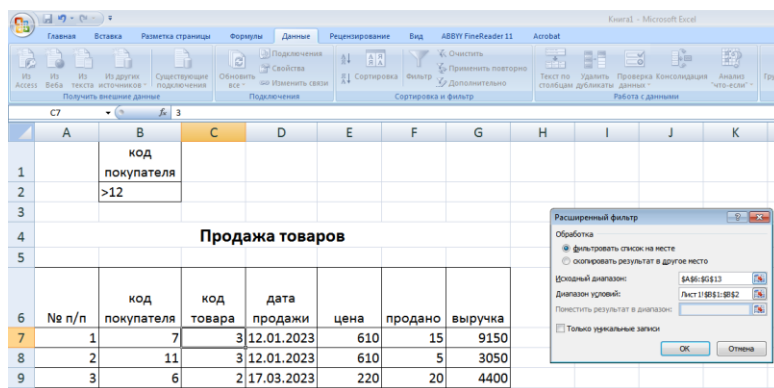 Книга1 - Microsoft Excel
Главная Вставка Разметка страницы Формулы Данные Рецензирование Вид ABBYY FineReader 11 Acrobat
Из Access
Из Веба
Из текста
Из других источников
Существующие подключения
Получить внешние данные
Обновить все
Подключения
Свойства
Изменить связи
Подключения
Сортировка
Фильтр
Очистить
Применить повторно
Дополнительно
Сортировка и фильтр
Текст по столбцам
Удалить дубликаты
Проверка данных
Консолидация
Анализ "что-если"
Работа с данными
Гру
C7 fx 3
A B C D E F G H I J K
1 код покупателя
2 >12
3
4 Продажа товаров
5
6 № п/п код покупателя код товара дата продажи цена продано выручка
7 1 7 3 12.01.2023 610 15 9150
8 2 11 3 12.01.2023 610 5 3050
9 3 6 2 17.03.2023 220 20 4400
Расширенный фильтр
Обработка
фильтровать список на месте
скопировать результат в другое место
Исходный диапазон: $A$6:$G$13
Диапазон условий: Лист1!$B$1:$B$2
Поместить результат в диапазон:
Только уникальные записи
OK Отмена